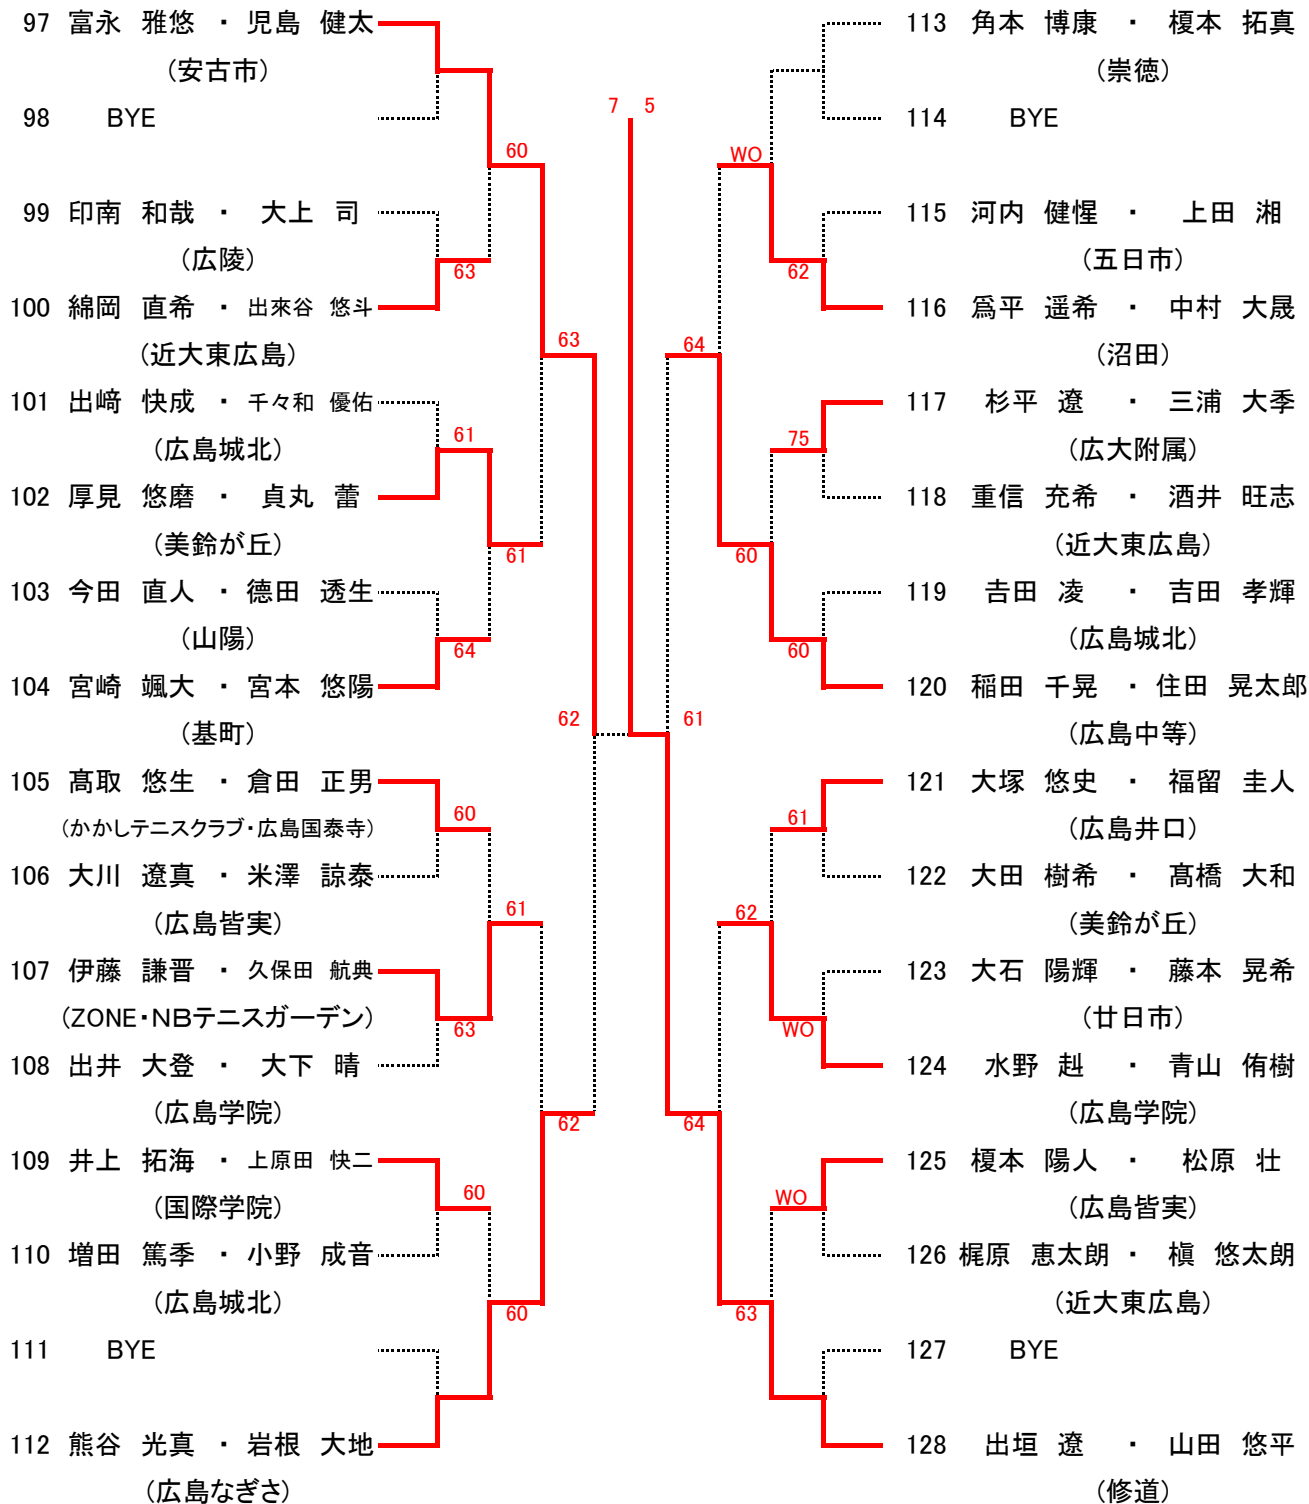 97 富永 雅悠 ・ 児島 健太
(安古市)
98 BYE
99 印南 和哉 ・ 大上 司
(広陵)
100 綿岡 直希 ・ 出來谷 悠斗
(近大東広島)
101 出﨑 快成 ・ 千々和 優佑
(広島城北)
102 厚見 悠磨 ・ 貞丸 蕾
(美鈴が丘)
103 今田 直人 ・ 德田 透生
(山陽)
104 宮崎 颯大 ・ 宮本 悠陽
(基町)
105 髙取 悠生 ・ 倉田 正男
(かかしテニスクラブ・広島国泰寺)
106 大川 遼真 ・ 米澤 諒泰
(広島皆実)
107 伊藤 謙晋 ・ 久保田 航典
(ZONE・NBテニスガーデン)
108 出井 大登 ・ 大下 晴
(広島学院)
109 井上 拓海 ・ 上原田 快二
(国際学院)
110 増田 篤季 ・ 小野 成音
(広島城北)
111 BYE
112 熊谷 光真 ・ 岩根 大地
(広島なぎさ)
60
63
63
61
61
64
62
60
61
63
62
60
60
7 5
WO
62
64
75
60
60
61
61
62
WO
64
WO
63
113 角本 博康 ・ 榎本 拓真
(崇徳)
114 BYE
115 河内 健惺 ・ 上田 湘
(五日市)
116 爲平 遥希 ・ 中村 大晟
(沼田)
117 杉平 遼 ・ 三浦 大季
(広大附属)
118 重信 充希 ・ 酒井 旺志
(近大東広島)
119 𠮷田 凌 ・ 吉田 孝輝
(広島城北)
120 稲田 千晃 ・ 住田 晃太郎
(広島中等)
121 大塚 悠史 ・ 福留 圭人
(広島井口)
122 大田 樹希 ・ 髙橋 大和
(美鈴が丘)
123 大石 陽輝 ・ 藤本 晃希
(廿日市)
124 水野 赳 ・ 青山 侑樹
(広島学院)
125 榎本 陽人 ・ 松原 壮
(広島皆実)
126 梶原 恵太朗 ・ 槇 悠太朗
(近大東広島)
127 BYE
128 出垣 遼 ・ 山田 悠平
(修道)